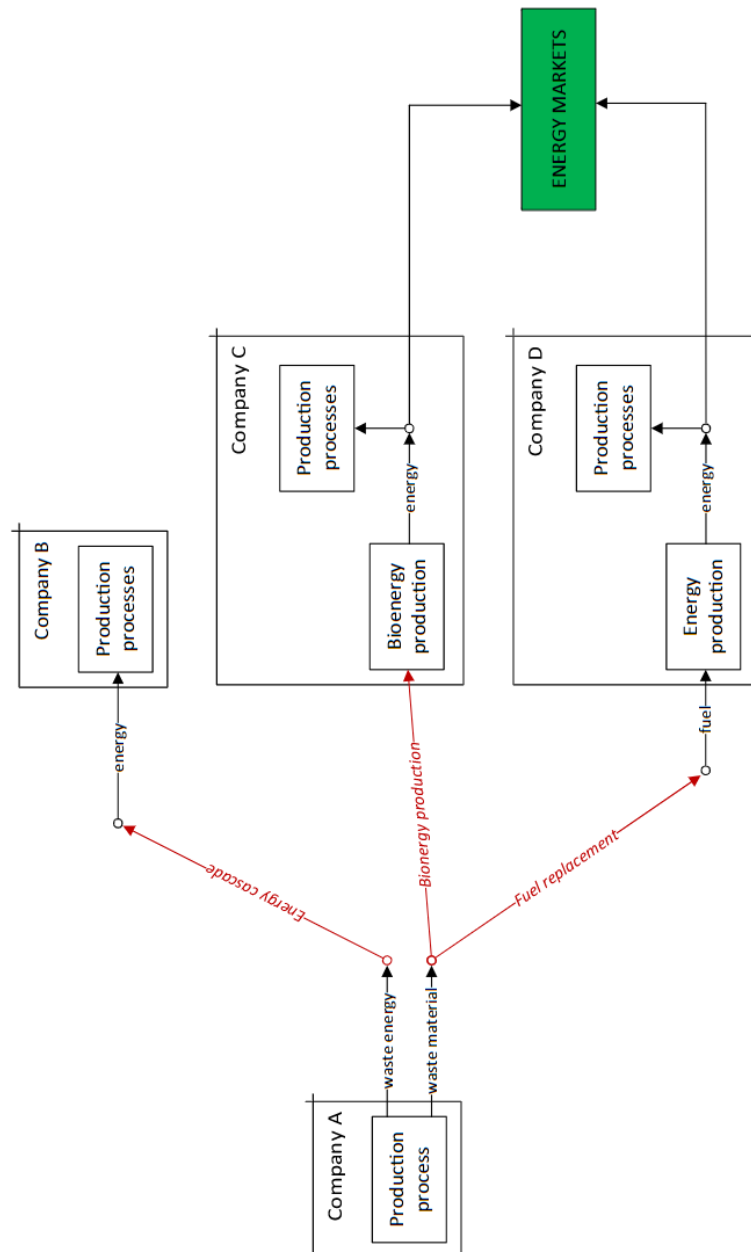 Company A
Production
process
waste energy
waste material
Energy cascade
Bionergy production
Fuel replacement
energy
Company B
Production
processes
Company C
Bioenergy
production
energy
Production
processes
fuel
Company D
Energy
production
energy
Production
processes
ENERGY MARKETS